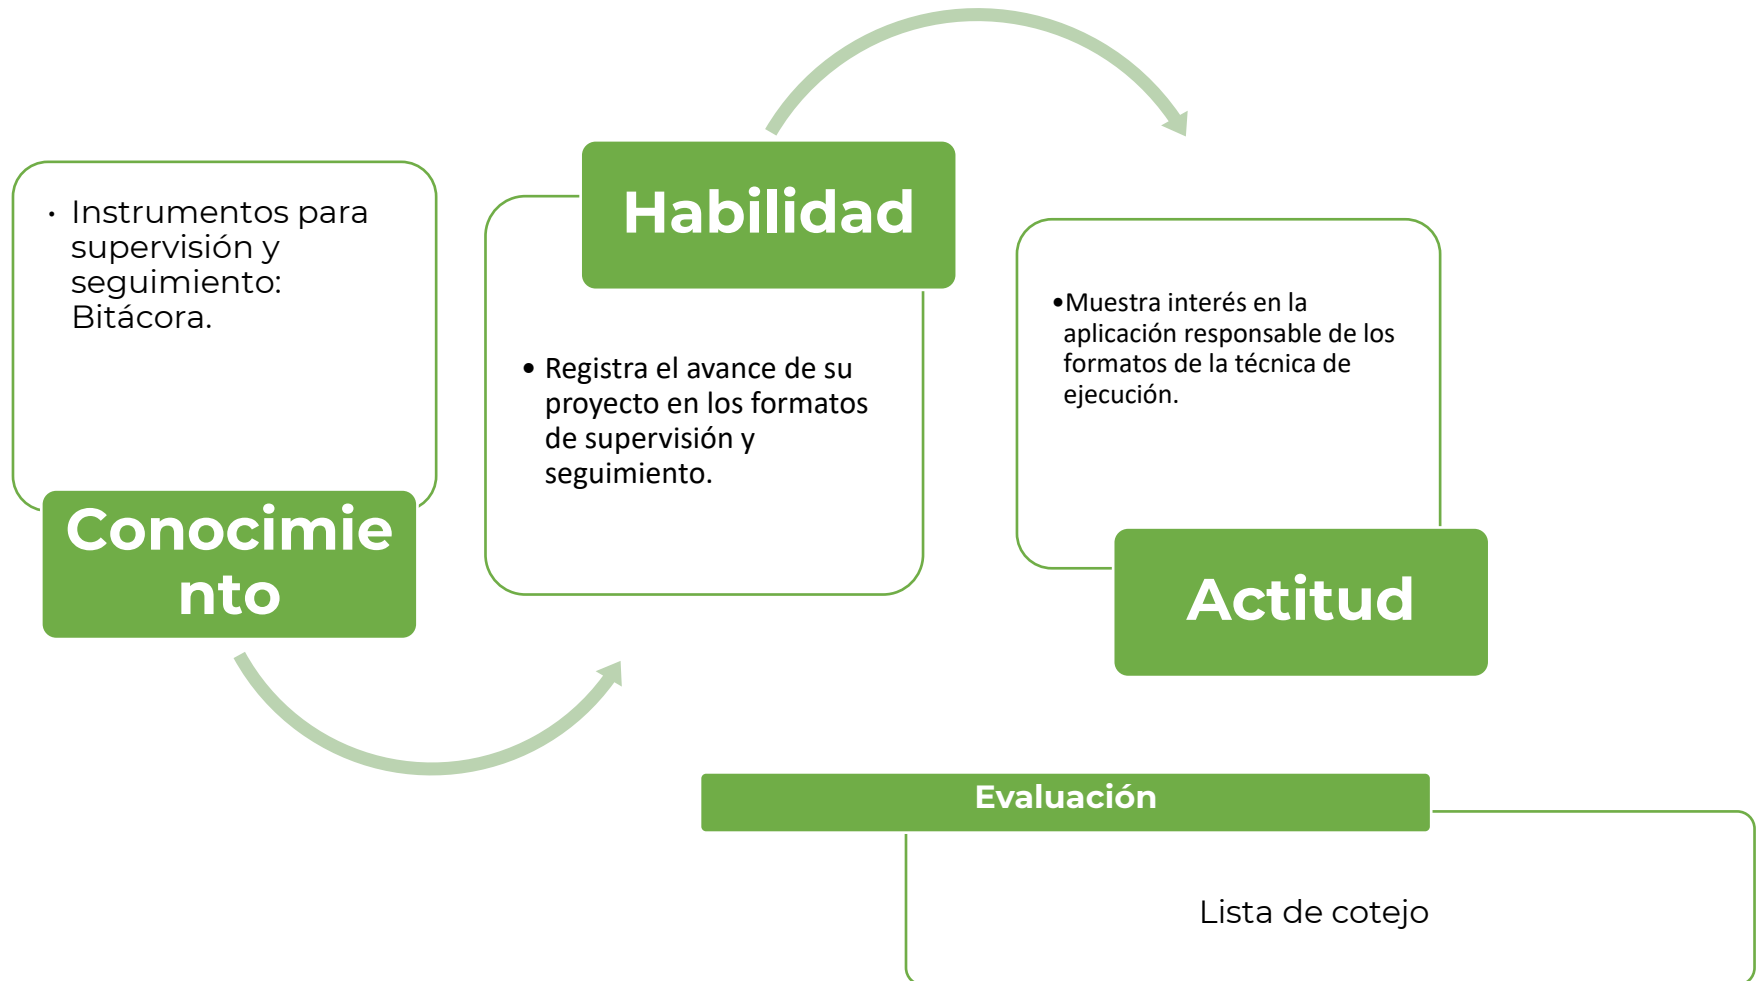 · Instrumentos para
supervisión y
seguimiento:
Bitácora.
Conocimie
nto
Habilidad
• Registra el avance de su
proyecto en los formatos
de supervisión y
seguimiento.
•Muestra interés en la
aplicación responsable de los
formatos de la técnica de
ejecución.
Actitud
Evaluación
Lista de cotejo